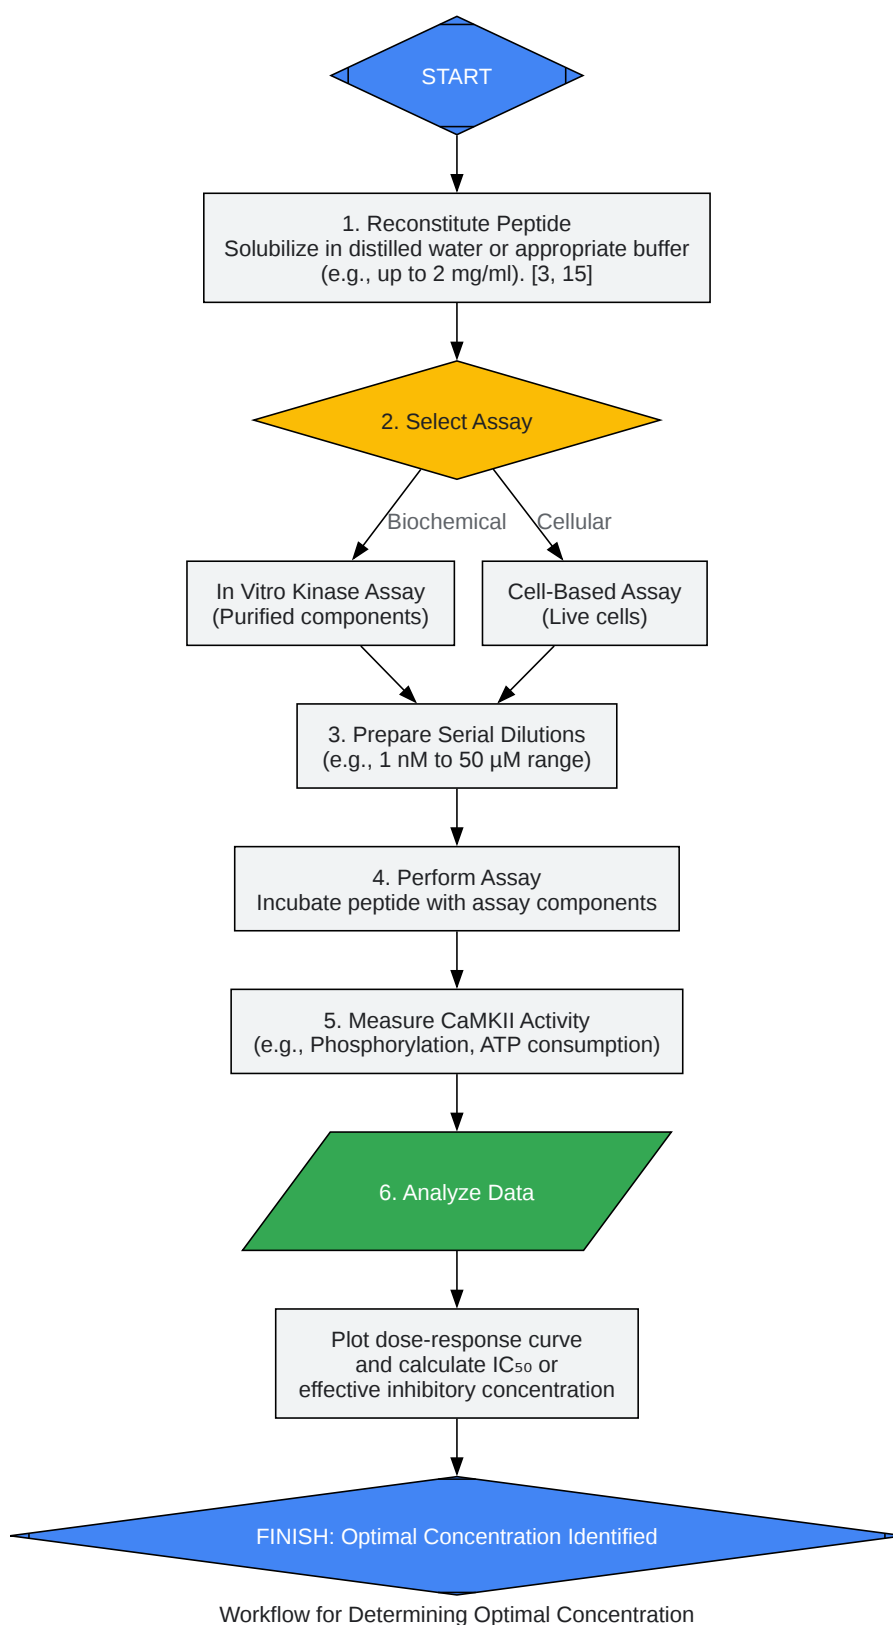 START
1. Reconstitute Peptide
Solubilize in distilled water or appropriate buffer
(e.g., up to 2 mg/ml). [3, 15]
2. Select Assay
Biochemical
Cellular
In Vitro Kinase Assay
(Purified components)
Cell-Based Assay
(Live cells)
3. Prepare Serial Dilutions
(e.g., 1 nM to 50 µM range)
4. Perform Assay
Incubate peptide with assay components
5. Measure CaMKII Activity
(e.g., Phosphorylation, ATP consumption)
6. Analyze Data
Plot dose-response curve
and calculate IC₅₀ or
effective inhibitory concentration
FINISH: Optimal Concentration Identified
Workflow for Determining Optimal Concentration